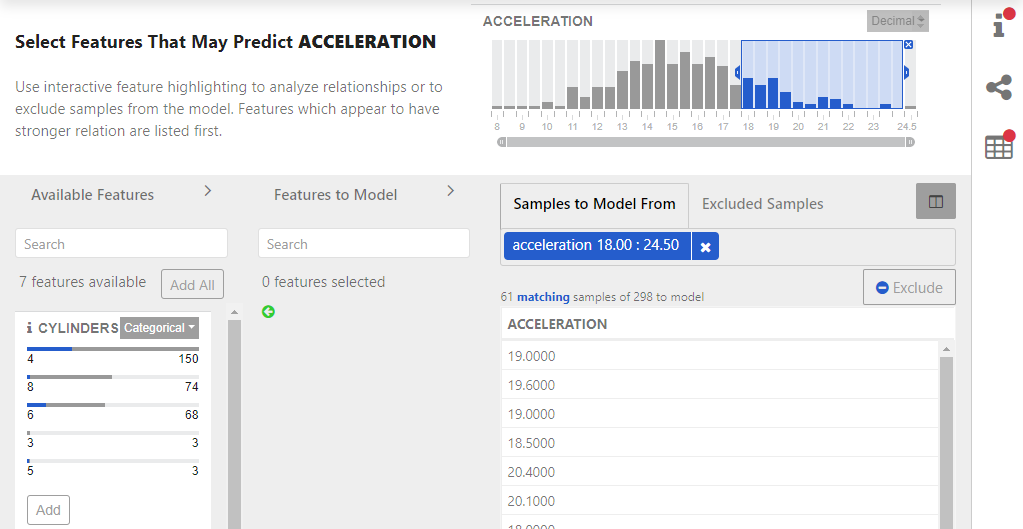 ACCELERATION
Decimal
Select Features That May Predict ACCELERATION
Use interactive feature highlighting to analyze relationships or to
exclude samples from the model. Features which appear to have
stronger relation are listed first.
8 9 10 11 12 13 14 15 16 17 18 19 20 21 22 23 24.5
Available Features
Features to Model
Samples to Model From
Excluded Samples
Search
Search
acceleration 18.00 : 24.50
7 features available
Add All
0 features selected
61 matching samples of 298 to model
Exclude
CYLINDERS
Categorical
4 150
8 74
6 68
3 3
5 3
Add
ACCELERATION
19.0000
19.6000
19.0000
18.5000
20.4000
20.1000
18.0000